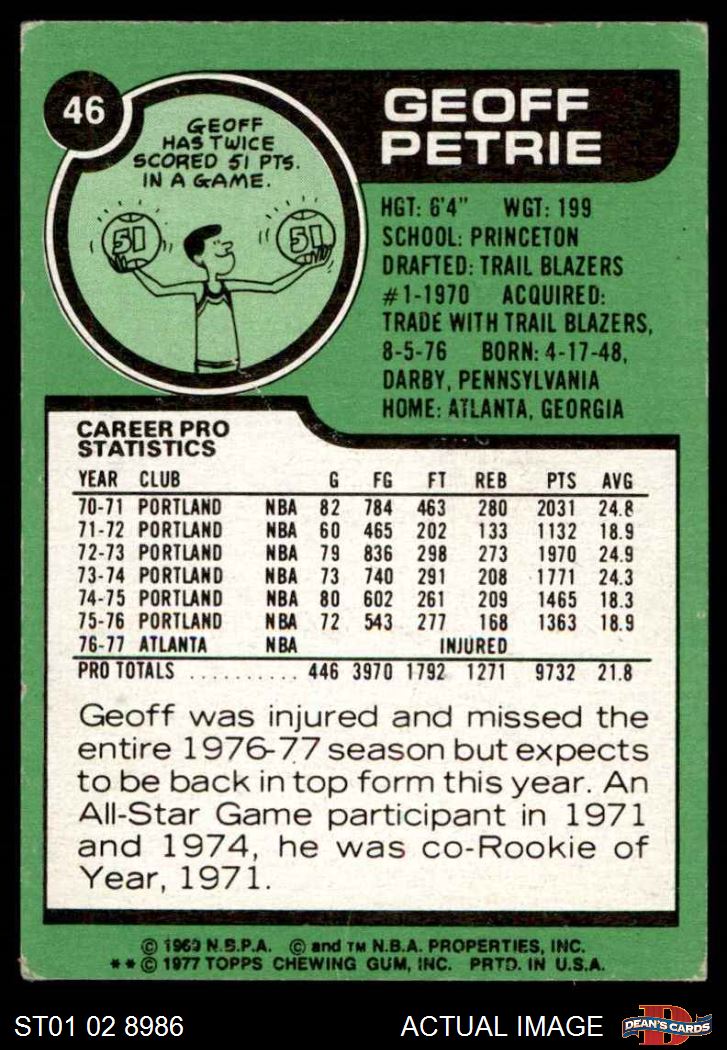 46
GEOFF
HAS TWICE
SCORED 51 PTS.
IN A GAME.
51 51
GEOFF
PETRIE
HGT: 6'4" WGT: 199
SCHOOL: PRINCETON
DRAFTED: TRAIL BLAZERS
#1-1970 ACQUIRED:
TRADE WITH TRAIL BLAZERS,
8-5-76 BORN: 4-17-48,
DARBY, PENNSYLVANIA
HOME: ATLANTA, GEORGIA
CAREER PRO
STATISTICS
YEAR CLUB G FG FT REB PTS AVG
70-71 PORTLAND NBA 82 784 463 280 2031 24.8
71-72 PORTLAND NBA 60 465 202 133 1132 18.9
72-73 PORTLAND NBA 79 836 298 273 1970 24.9
73-74 PORTLAND NBA 73 740 291 208 1771 24.3
74-75 PORTLAND NBA 80 602 261 209 1465 18.3
75-76 PORTLAND NBA 72 543 277 168 1363 18.9
76-77 ATLANTA NBA INJURED
PRO TOTALS .......... 446 3970 1792 1271 9732 21.8
Geoff was injured and missed the
entire 1976-77 season but expects
to be back in top form this year. An
All-Star Game participant in 1971
and 1974, he was co-Rookie of
Year, 1971.
© 1969 N.B.P.A. © and TM N.B.A. PROPERTIES, INC.
**© 1977 TOPPS CHEWING GUM, INC. PRTD. IN U.S.A.
ST01 02 8986 ACTUAL IMAGE D DEAN'S CARDS